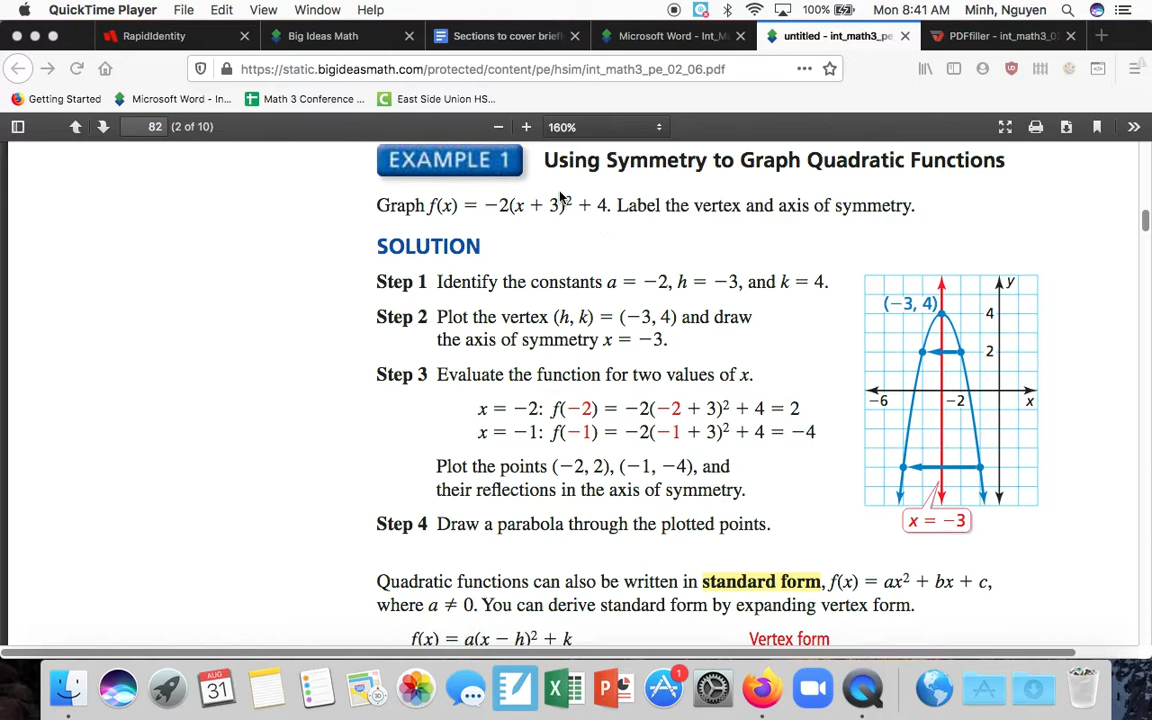 QuickTime Player File Edit View Window Help 100% Mon 8:41 AM Minh, Nguyen
RapidIdentity Big Ideas Math Sections to cover brief Microsoft Word - Int_M untitled - int_math3_pe PDFfiller - int_math3_0
https://static.bigideasmath.com/protected/content/pe/hsim/int_math3_pe_02_06.pdf
Getting Started Microsoft Word - In... Math 3 Conference ... East Side Union HS...
82 (2 of 10) 160%
EXAMPLE 1 Using Symmetry to Graph Quadratic Functions
Graph f(x) = −2(x + 3)² + 4. Label the vertex and axis of symmetry.
SOLUTION
Step 1 Identify the constants a = −2, h = −3, and k = 4.
Step 2 Plot the vertex (h, k) = (−3, 4) and draw
the axis of symmetry x = −3.
Step 3 Evaluate the function for two values of x.
x = −2: f(−2) = −2(−2 + 3)² + 4 = 2
x = −1: f(−1) = −2(−1 + 3)² + 4 = −4
Plot the points (−2, 2), (−1, −4), and
their reflections in the axis of symmetry.
Step 4 Draw a parabola through the plotted points.
y
(−3, 4)
4
2
−6 −2 x
x = −3
Quadratic functions can also be written in standard form, f(x) = ax² + bx + c,
where a ≠ 0. You can derive standard form by expanding vertex form.
f(x) = a(x − h)² + k Vertex form
AUG
31
1